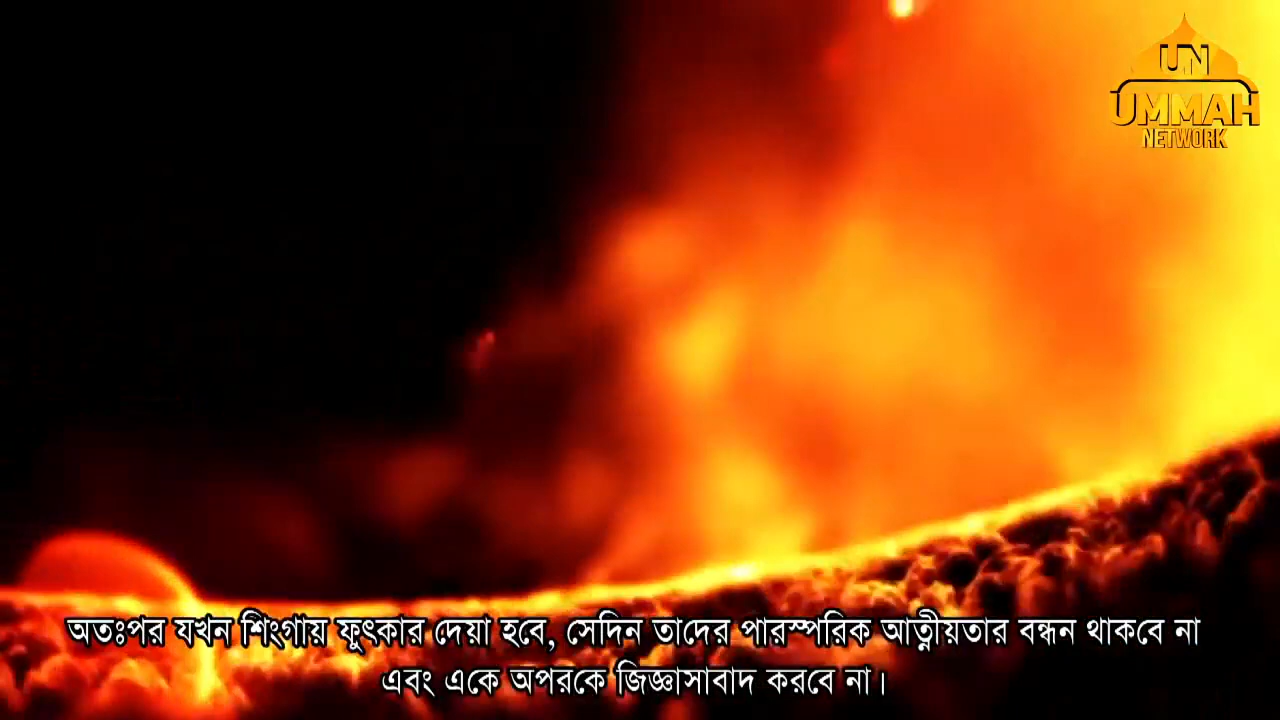 UN
UMMAH
NETWORK
অতঃপর যখন শিংগায় ফুৎকার দেয়া হবে, সেদিন তাদের পারস্পরিক আত্নীয়তার বন্ধন থাকবে না
এবং একে অপরকে জিজ্ঞাসাবাদ করবে না।